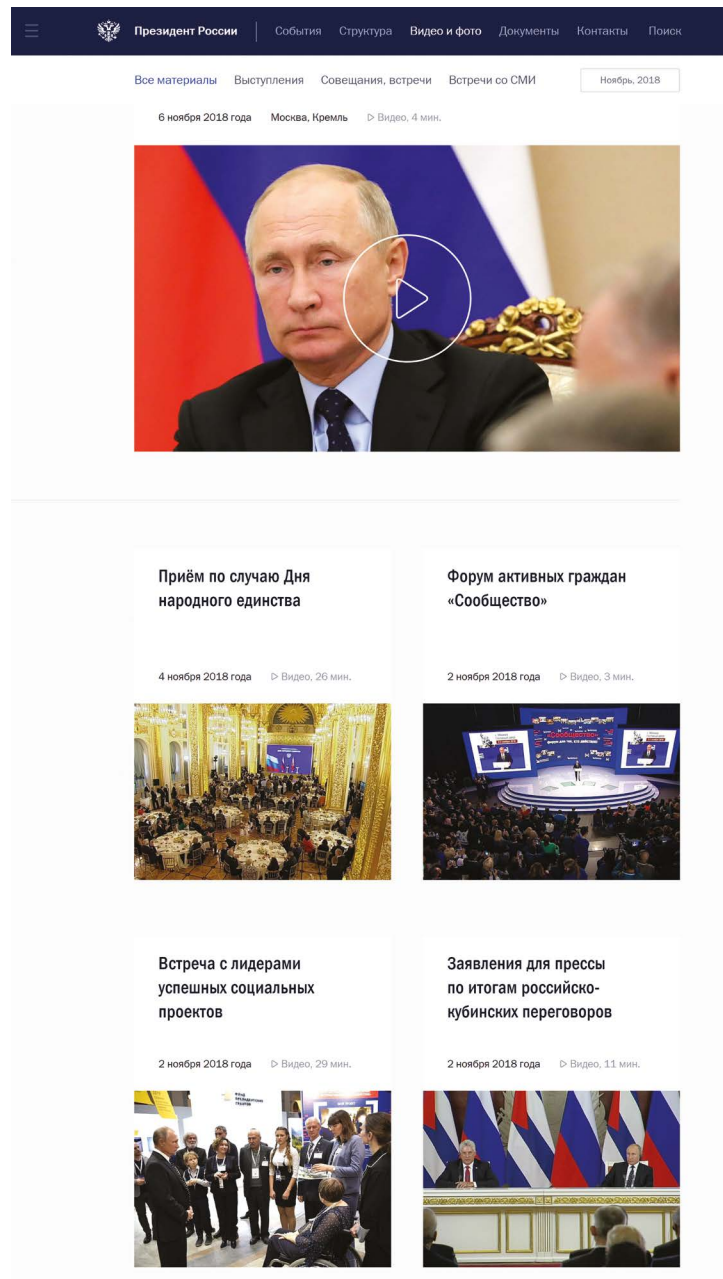 Президент России
События Структура Видео и фото Документы Контакты Поиск
Все материалы Выступления Совещания, встречи Встречи со СМИ Ноябрь, 2018
6 ноября 2018 года Москва, Кремль Видео, 4 мин.
Приём по случаю Дня
народного единства
4 ноября 2018 года Видео, 26 мин.
Форум активных граждан
«Сообщество»
2 ноября 2018 года Видео, 3 мин.
«СООБЩЕСТВО»
Встреча с лидерами
успешных социальных
проектов
2 ноября 2018 года Видео, 29 мин.
ФОНД
ПРЕЗИДЕНТСКИХ
ГРАНТОВ
Заявления для прессы
по итогам российско-
кубинских переговоров
2 ноября 2018 года Видео, 11 мин.